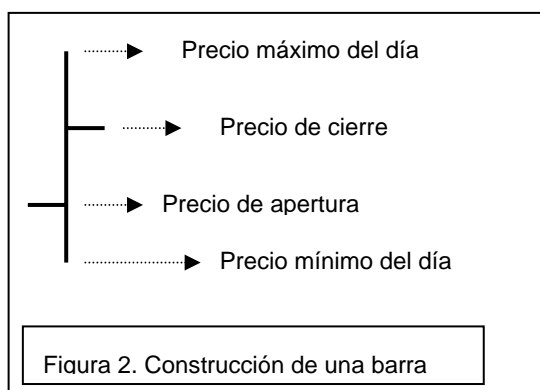 Precio máximo del día
Precio de cierre
Precio de apertura
Precio mínimo del día
Figura 2. Construcción de una barra